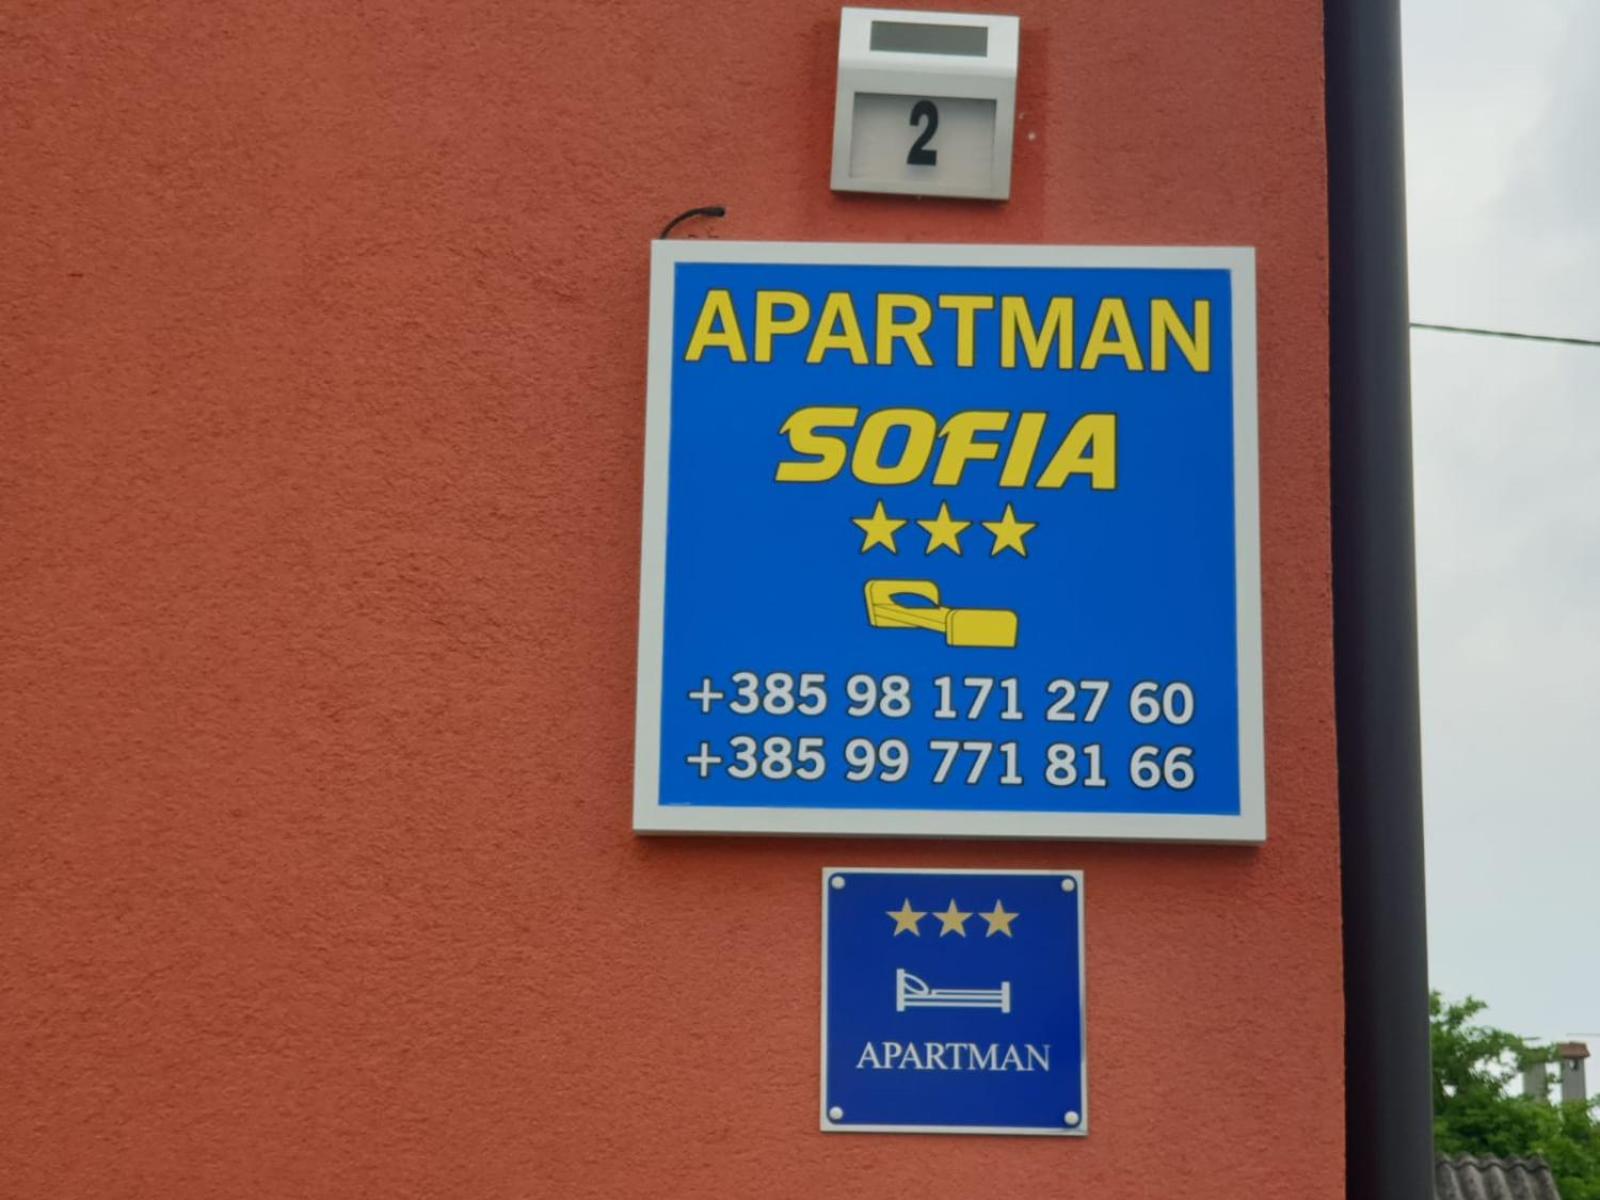 2
APARTMAN
SOFIA
+385 98 171 27 60
+385 99 771 81 66
APARTMAN